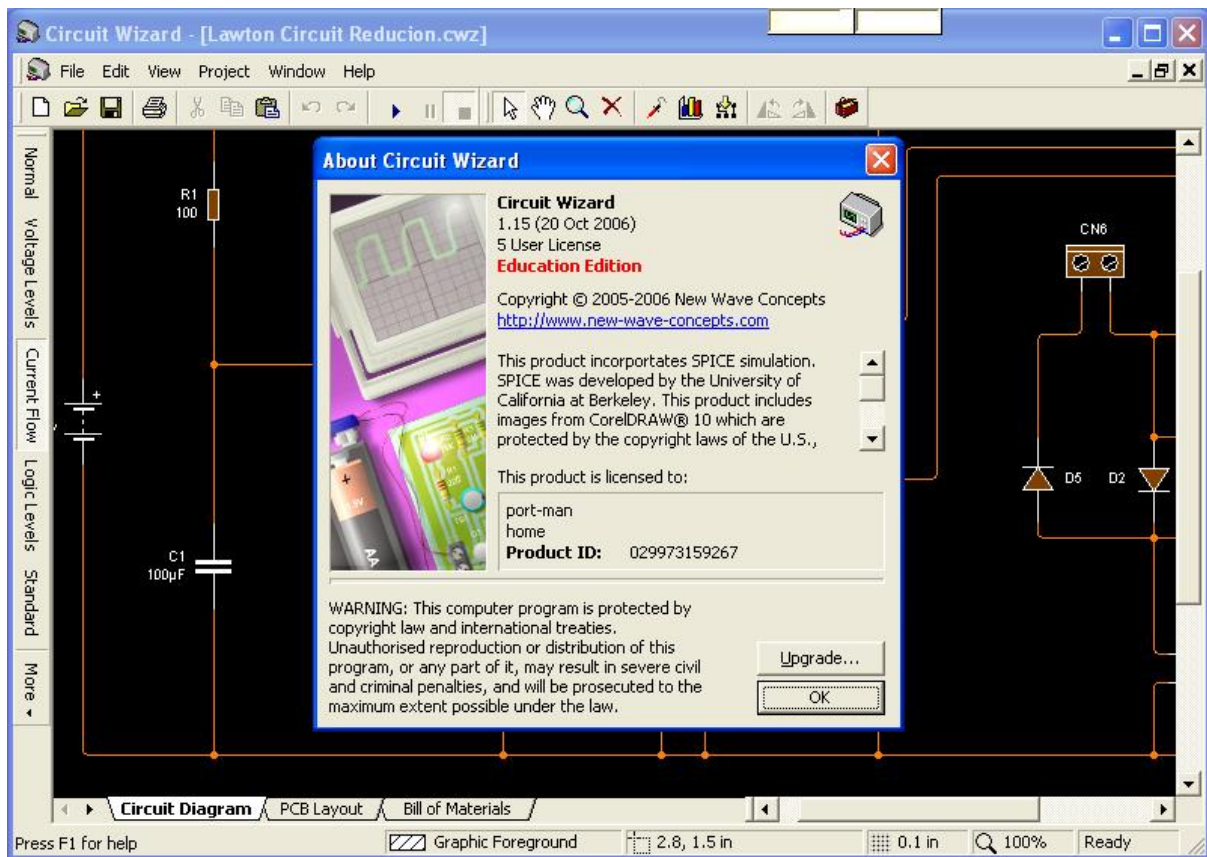 Circuit Wizard - [Lawton Circuit Reducion.cwz]
File Edit View Project Window Help
Normal
Voltage Levels
Current Flow
Logic Levels
Standard
More
R1
100
+
C1
100µF
CN6
D5
D2
About Circuit Wizard
Circuit Wizard
1.15 (20 Oct 2006)
5 User License
Education Edition
Copyright © 2005-2006 New Wave Concepts
http://www.new-wave-concepts.com
This product incorportates SPICE simulation.
SPICE was developed by the University of
California at Berkeley. This product includes
images from CorelDRAW® 10 which are
protected by the copyright laws of the U.S.,
This product is licensed to:
port-man
home
Product ID: 029973159267
WARNING: This computer program is protected by
copyright law and international treaties.
Unauthorised reproduction or distribution of this
program, or any part of it, may result in severe civil
and criminal penalties, and will be prosecuted to the
maximum extent possible under the law.
Upgrade...
OK
Circuit Diagram PCB Layout Bill of Materials
Press F1 for help Graphic Foreground 2.8, 1.5 in 0.1 in 100% Ready